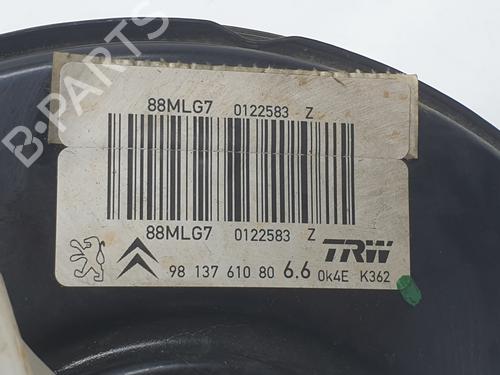 88MLG7 0122583 Z
88MLG7 0122583 Z
TRW
98 137 610 80 6.6 0k4E K362
B-PARTS